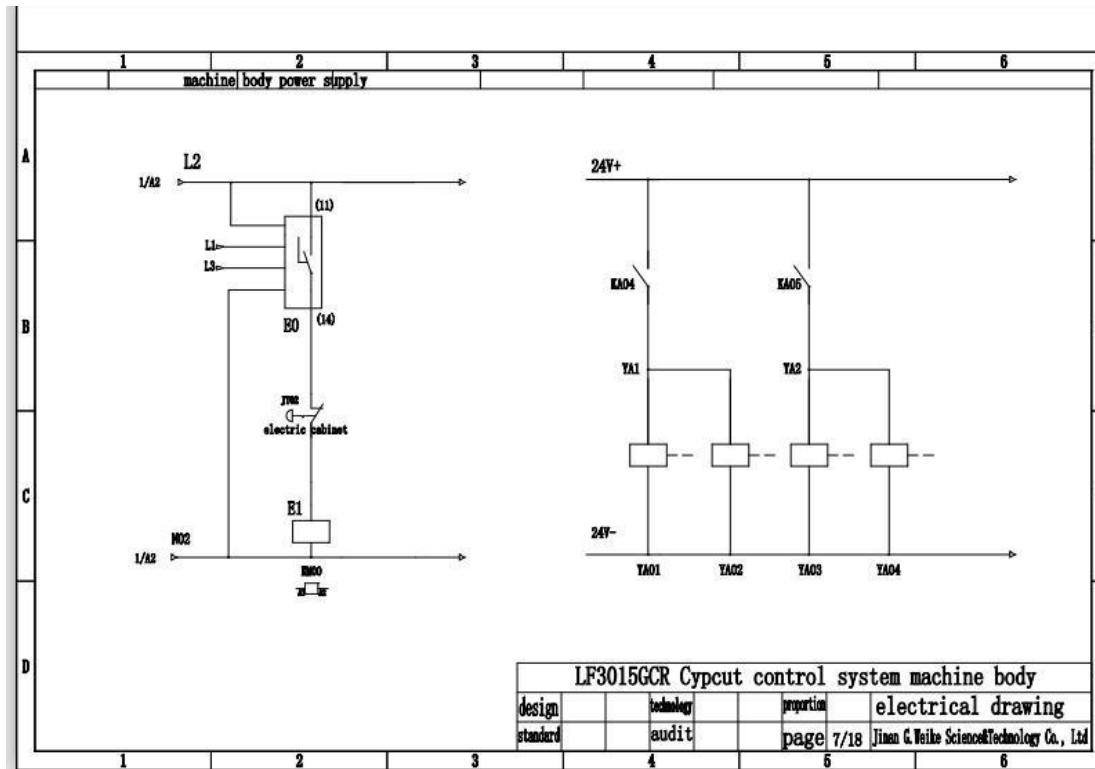 1 2 3 4 5 6
machine body power supply
A
L2
24V+
1/A2
(11)
L1
L3
KA04
KA05
B
E0
(14)
YA1
YA2
electric cabinet
C
E1
24V-
1/A2
YA01
YA02
YA03
YA04
D
LF3015GCR Cypcut control system machine body
design
technology
proportion
electrical drawing
standard
audit
page
7/18
Jinan G.Weike Science&Technology Co., Ltd
1 2 3 4 5 6